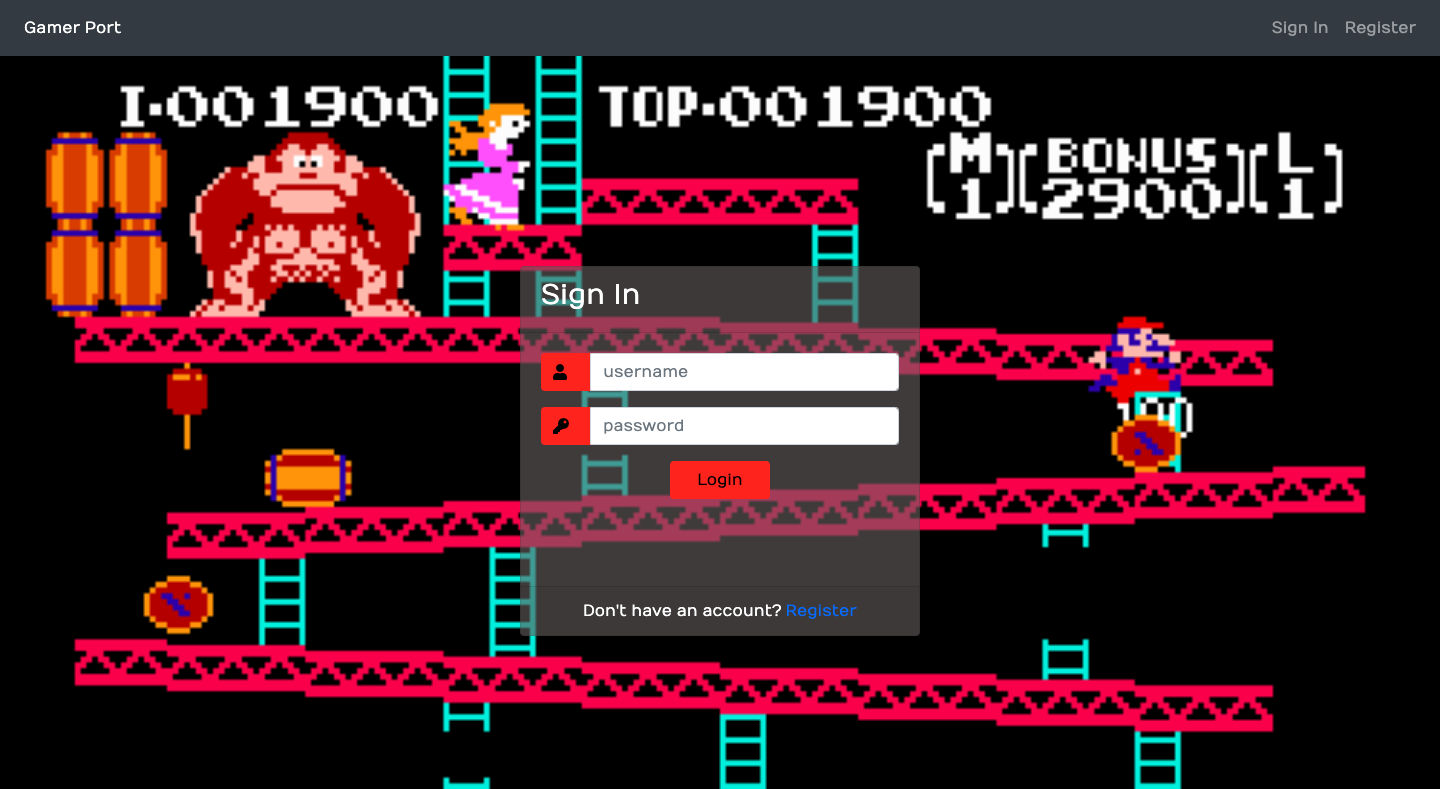 Gamer Port
Sign In Register
I-001900 TOP-001900
[M][BONUS][L]
[1][2900][1]
Sign In
username
100
password
Login
Don't have an account? Register